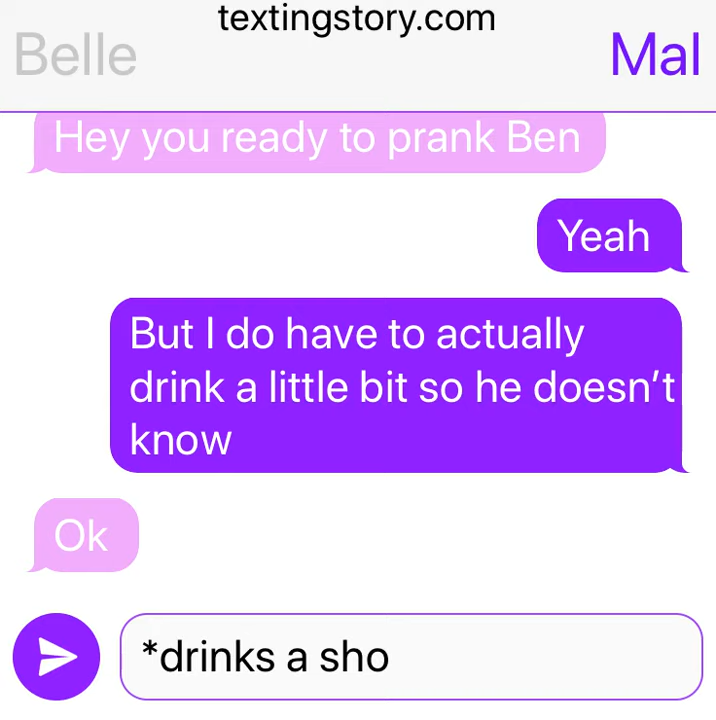 textingstory.com
Belle
Mal
Hey you ready to prank Ben
Yeah
But I do have to actually
drink a little bit so he doesn't
know
Ok
*drinks a sho